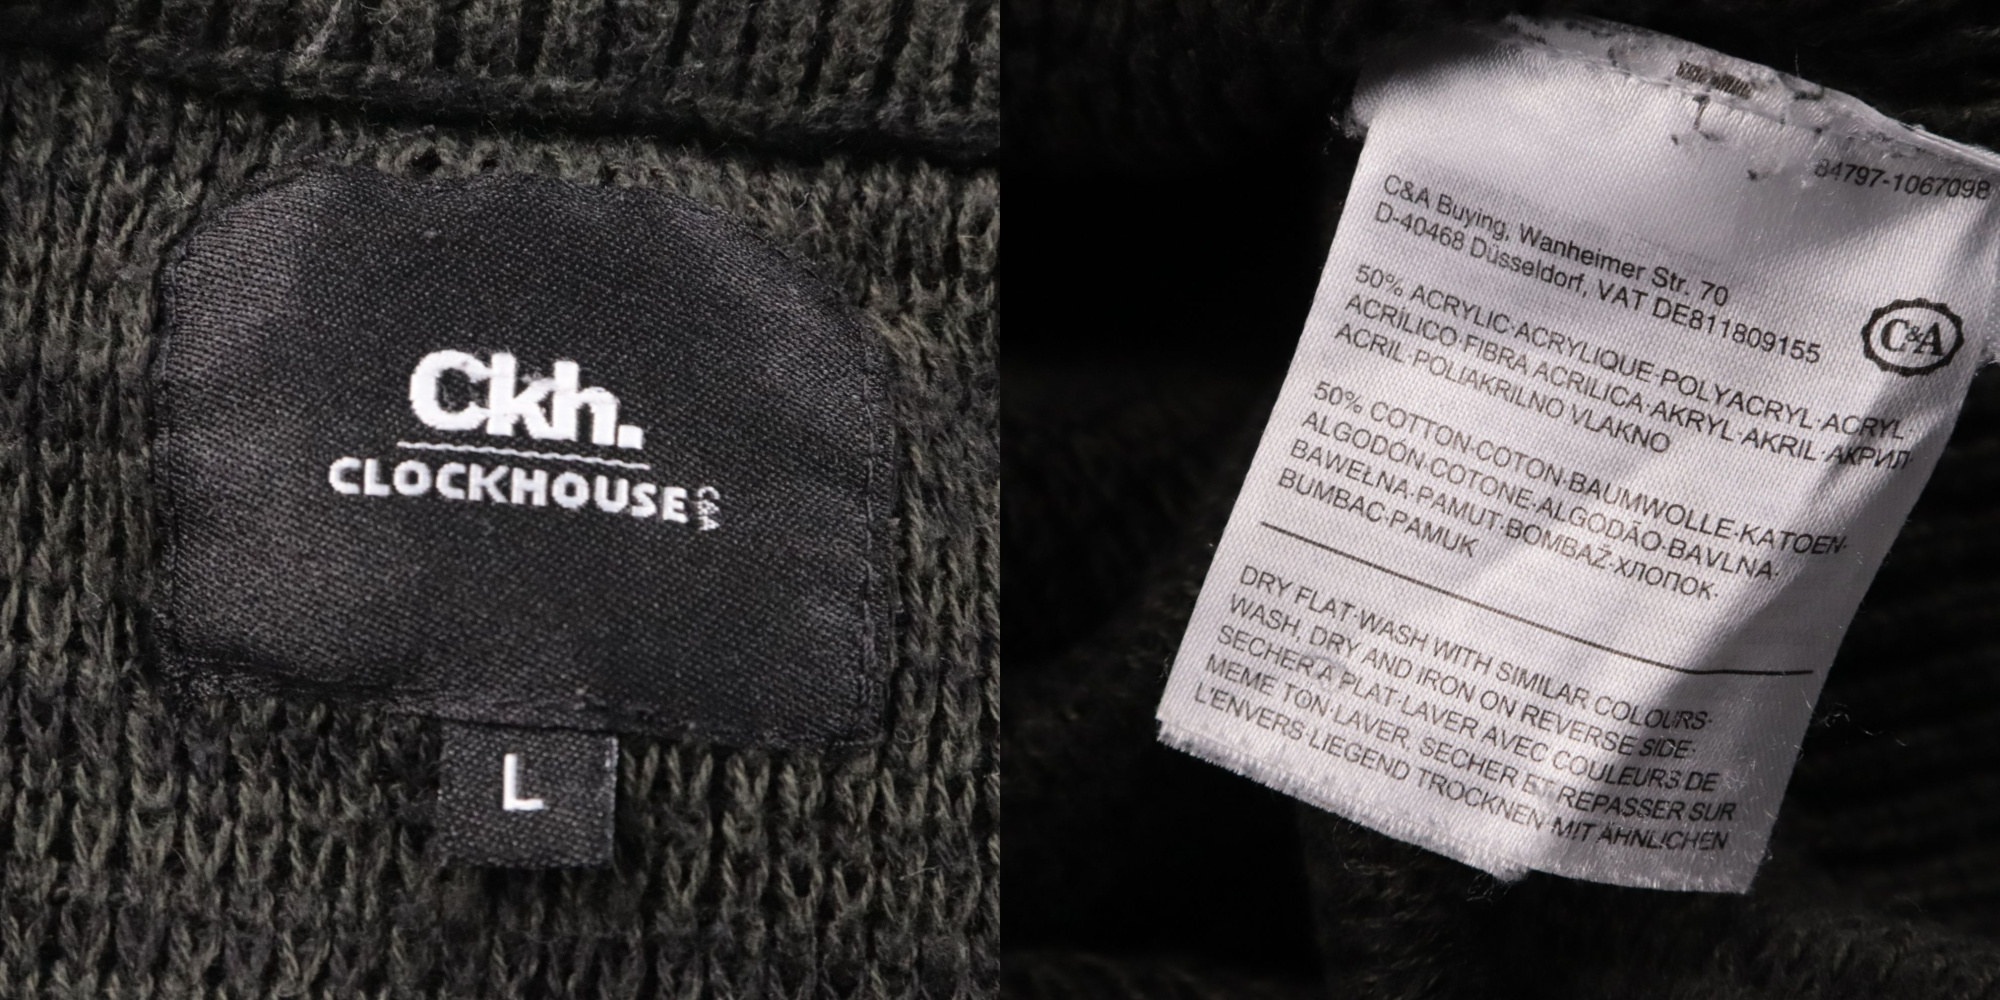 Ckh.
CLOCKHOUSE C&A
L
84797-1067098
C&A Buying, Wanheimer Str. 70
D-40468 Düsseldorf, VAT DE811809155
C&A
50% ACRYLIC·ACRYLIQUE·POLYACRYL·ACRYL·
ACRILICO·FIBRA ACRILICA·AKRYL·AKRIL·АКРИЛ·
ACRIL·POLIAKRILNO VLAKNO
50% COTTON·COTON·BAUMWOLLE·KATOEN·
ALGODÓN·COTONE·ALGODÃO·BAVLNA·
BAWEŁNA·PAMUT·BOMBAŽ·ХЛОПОК·
BUMBAC·PAMUK
DRY FLAT·WASH WITH SIMILAR COLOURS·
WASH, DRY AND IRON ON REVERSE SIDE·
SECHER A PLAT·LAVER AVEC COULEURS DE
MEME TON·LAVER, SECHER ET REPASSER SUR
L'ENVERS·LIEGEND TROCKNEN·MIT ÄHNLICHEN